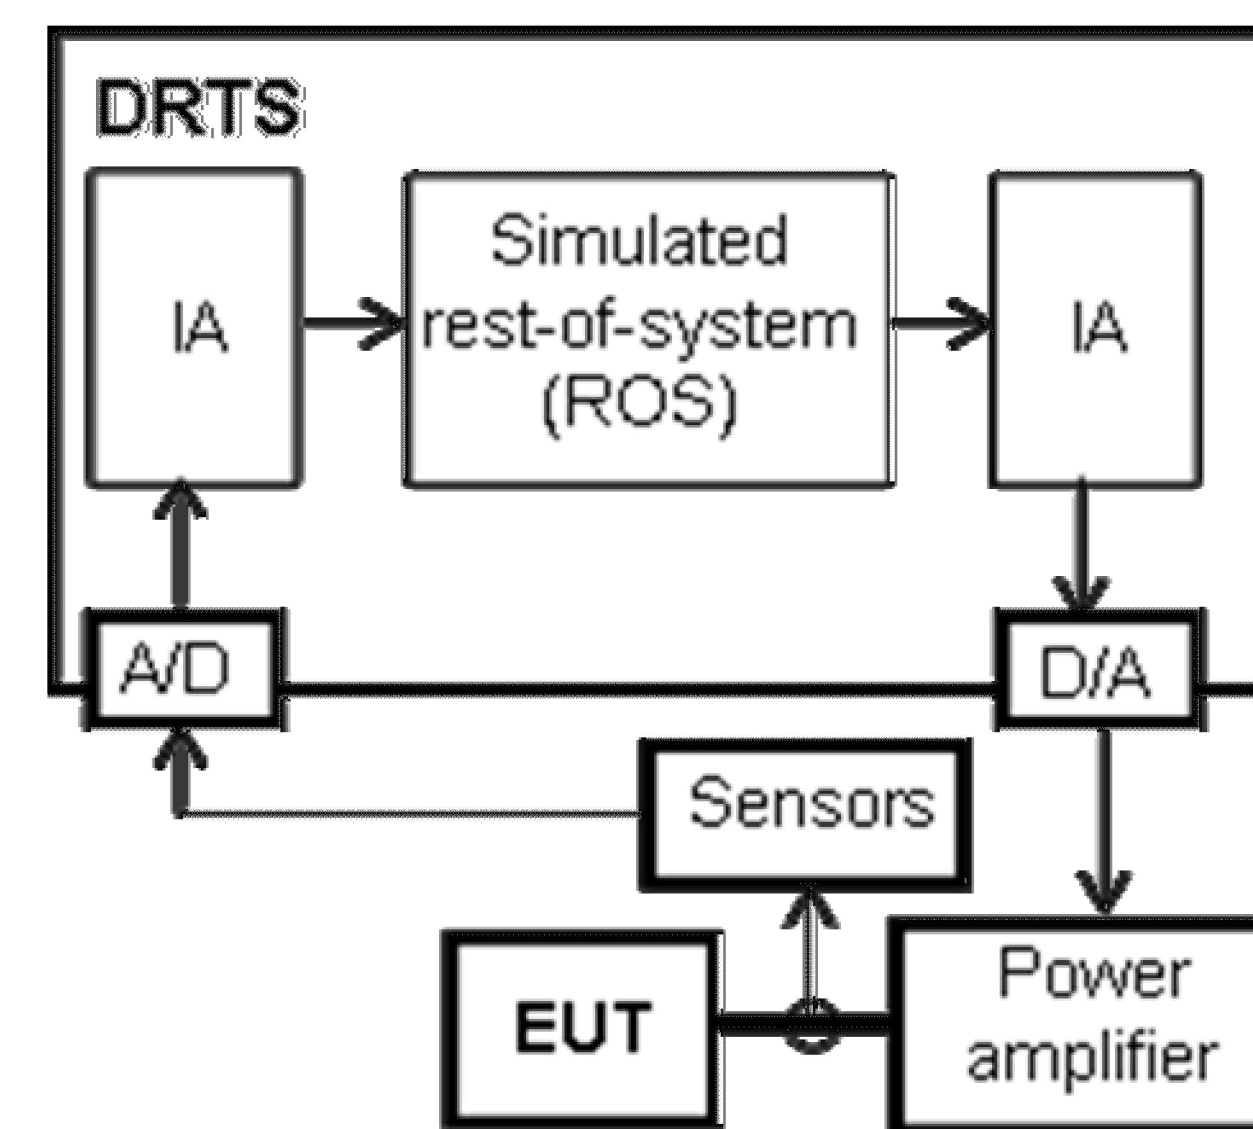 DRTS
IA
Simulated
rest-of-system
(ROS)
IA
A/D
D/A
Sensors
EUT
Power
amplifier